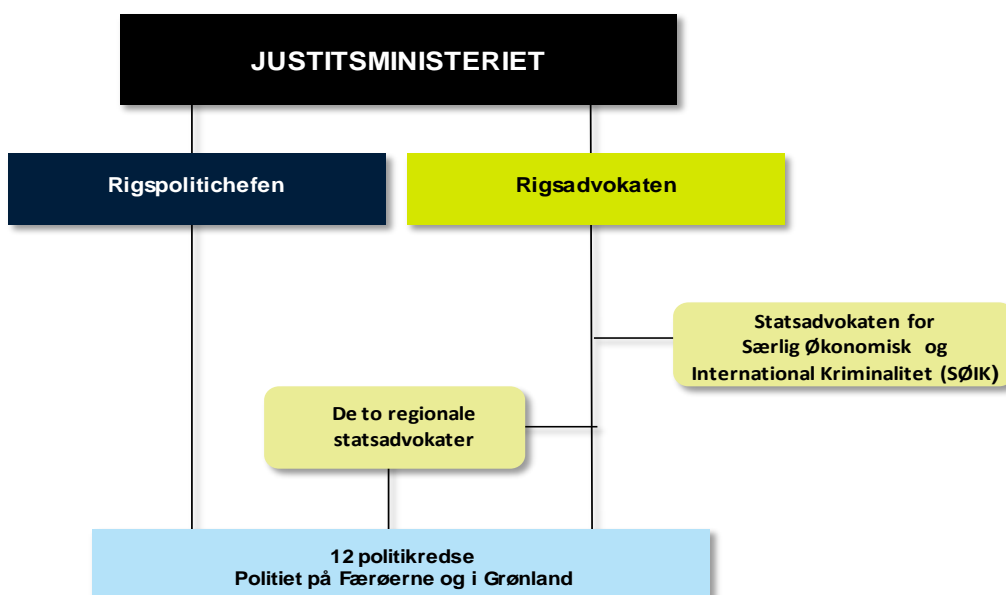 JUSTITSMINISTERIET
Rigspolitichefen
Rigsadvokaten
Statsadvokaten for
Særlig Økonomisk og
International Kriminalitet (SØIK)
De to regionale
statsadvokater
12 politikredse
Politiet på Færøerne og i Grønland